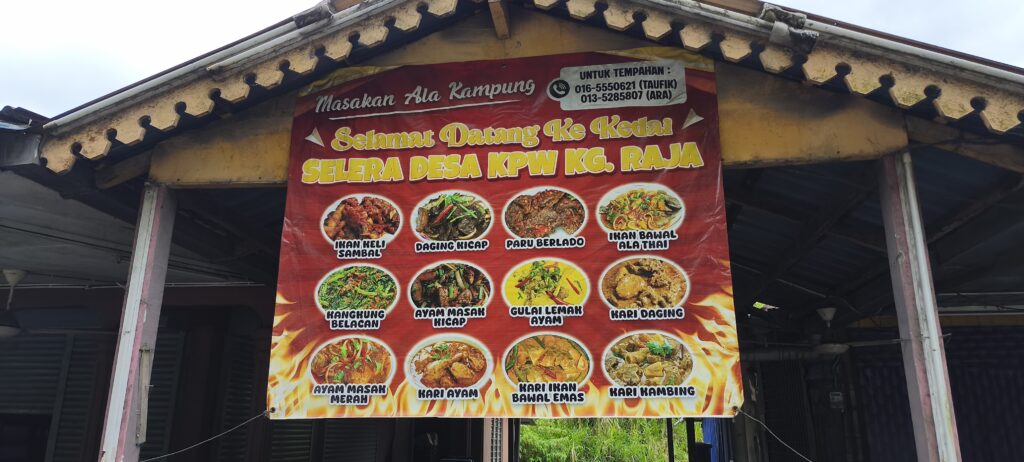 Masakan Ala Kampung
UNTUK TEMPAHAN :
016-5550621 (TAUFIK)
013-5285807 (ARA)
Selamat Datang Ke Kedai
SELERA DESA KPW KG. RAJA
IKAN KELI
SAMBAL
DAGING KICAP
PARU BERLADO
IKAN BAWAL
ALA THAI
KANGKUNG
BELACAN
AYAM MASAK
KICAP
GULAI LEMAK
AYAM
KARI DAGING
AYAM MASAK
MERAH
KARI AYAM
KARI IKAN
BAWAL EMAS
KARI KAMBING